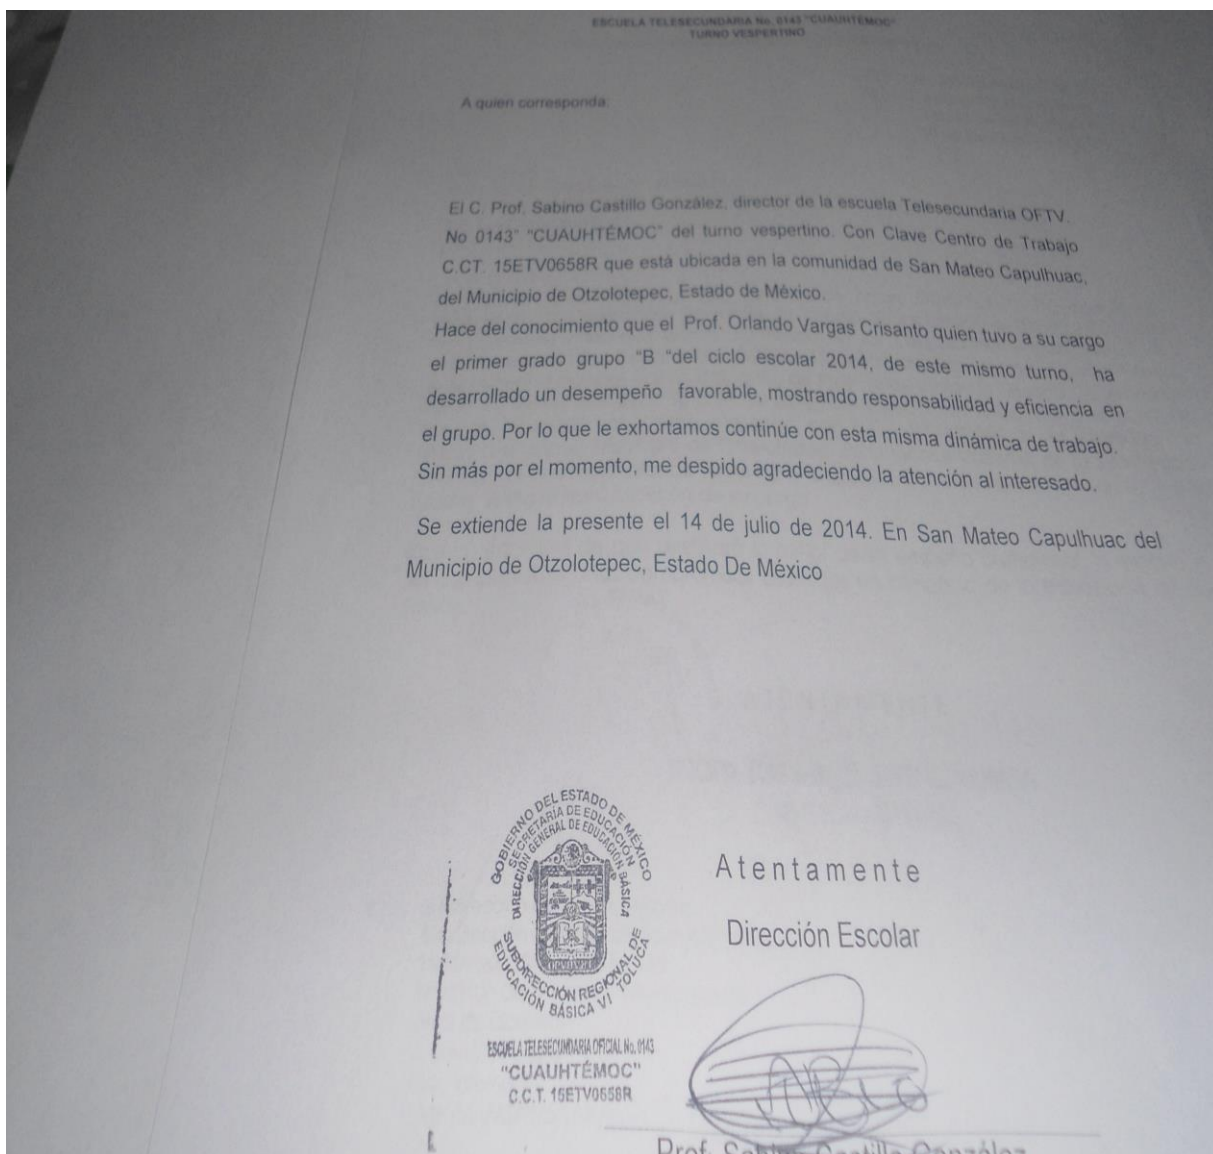 ESCUELA TELESECUNDARIA No. 0143 "CUAUHTÉMOC"
TURNO VESPERTINO
A quien corresponda:
El C. Prof. Sabino Castillo González, director de la escuela Telesecundaria OFTV.
No 0143" "CUAUHTÉMOC" del turno vespertino. Con Clave Centro de Trabajo
C.CT. 15ETV0658R que está ubicada en la comunidad de San Mateo Capulhuac,
del Municipio de Otzolotepec, Estado de México.
Hace del conocimiento que el Prof. Orlando Vargas Crisanto quien tuvo a su cargo
el primer grado grupo "B "del ciclo escolar 2014, de este mismo turno, ha
desarrollado un desempeño favorable, mostrando responsabilidad y eficiencia en
el grupo. Por lo que le exhortamos continúe con esta misma dinámica de trabajo.
Sin más por el momento, me despido agradeciendo la atención al interesado.
Se extiende la presente el 14 de julio de 2014. En San Mateo Capulhuac del
Municipio de Otzolotepec, Estado De México
GOBIERNO DEL ESTADO DE MÉXICO
SECRETARÍA DE EDUCACIÓN
DIRECCIÓN GENERAL DE EDUCACIÓN BÁSICA
SUBDIRECCIÓN REGIONAL DE
EDUCACIÓN BÁSICA VI TOLUCA
ESCUELA TELESECUNDARIA OFICIAL No. 0143
"CUAUHTÉMOC"
C.C.T. 15ETV0658R
Atentamente
Dirección Escolar
Prof. Sabino Castillo González